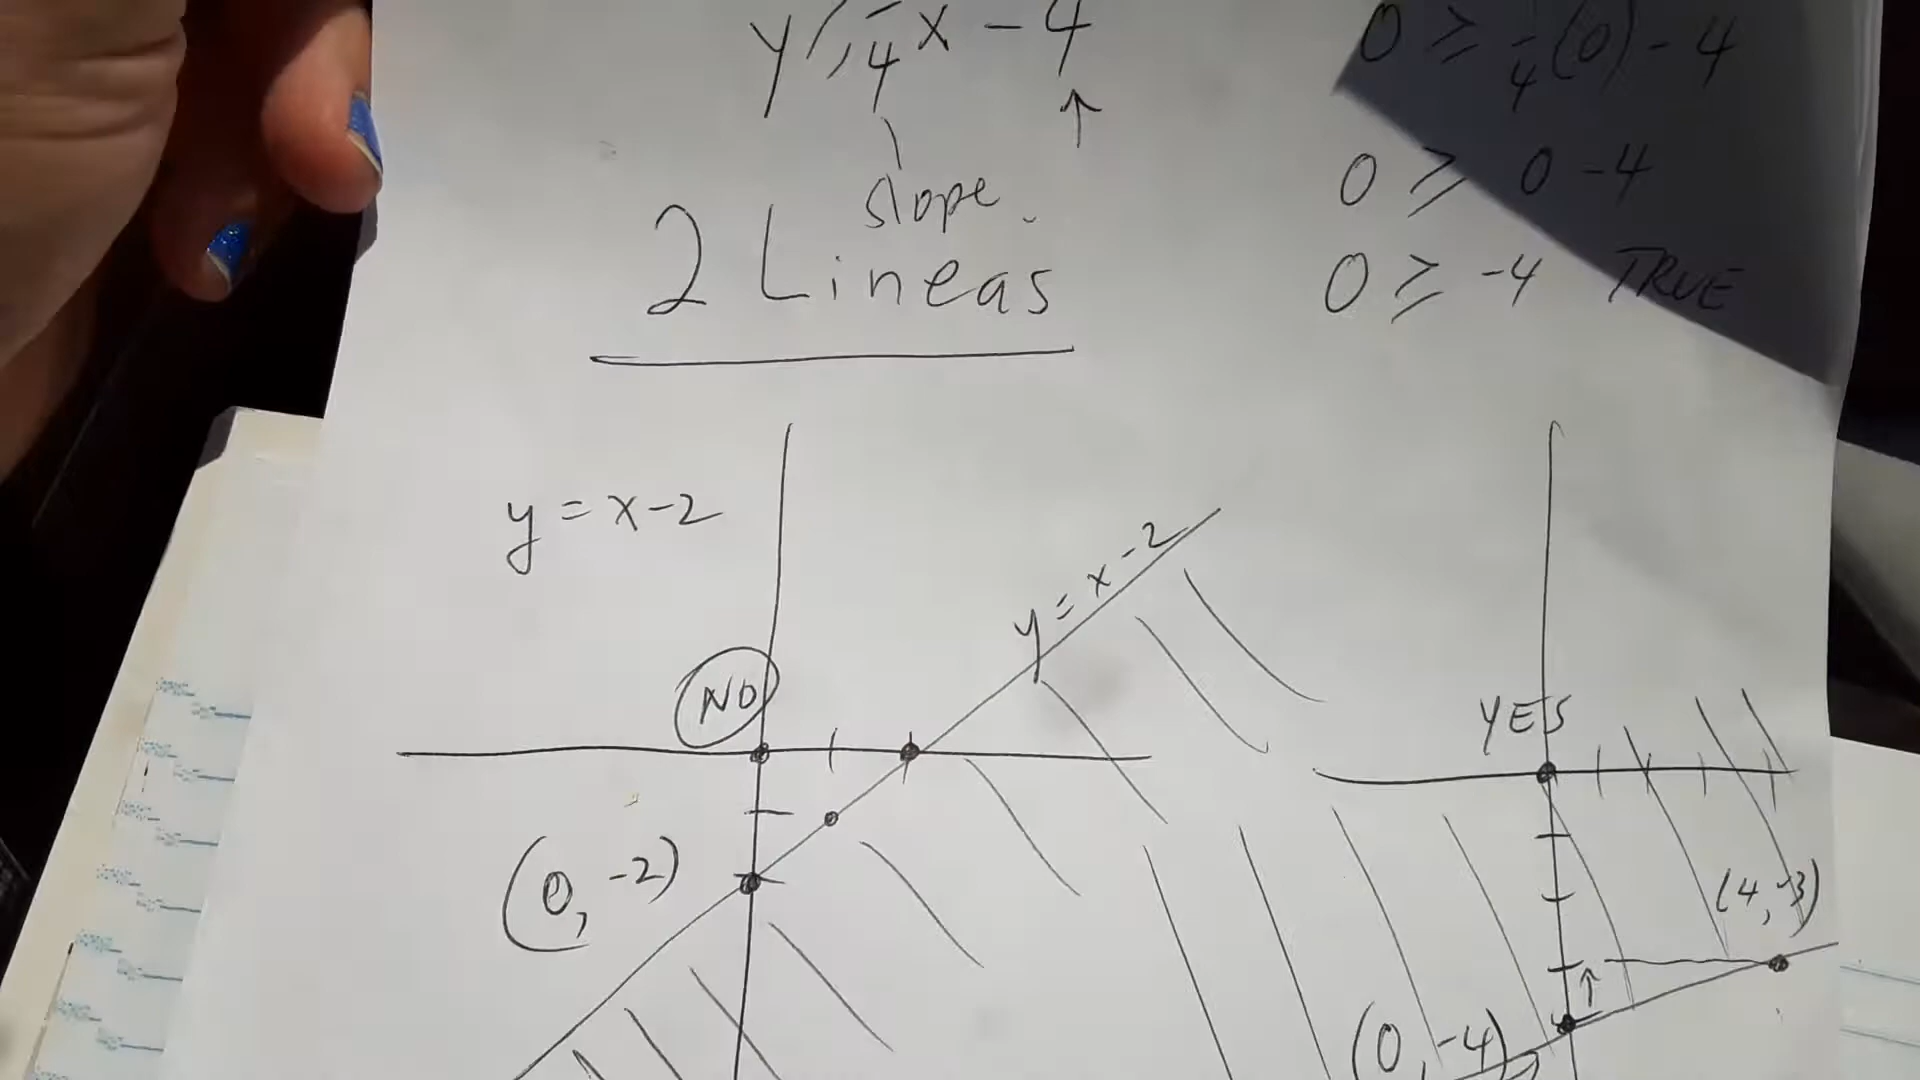 y ≥ 1/4 x - 4
0 ≥ 1/4 (0) - 4
↑
slope.
0 ≥ 0 - 4
2 Lineas
0 ≥ -4 TRUE
y = x-2
y = x -2
NO
YES
(0, -2)
(4, -3)
↑
(0, -4)